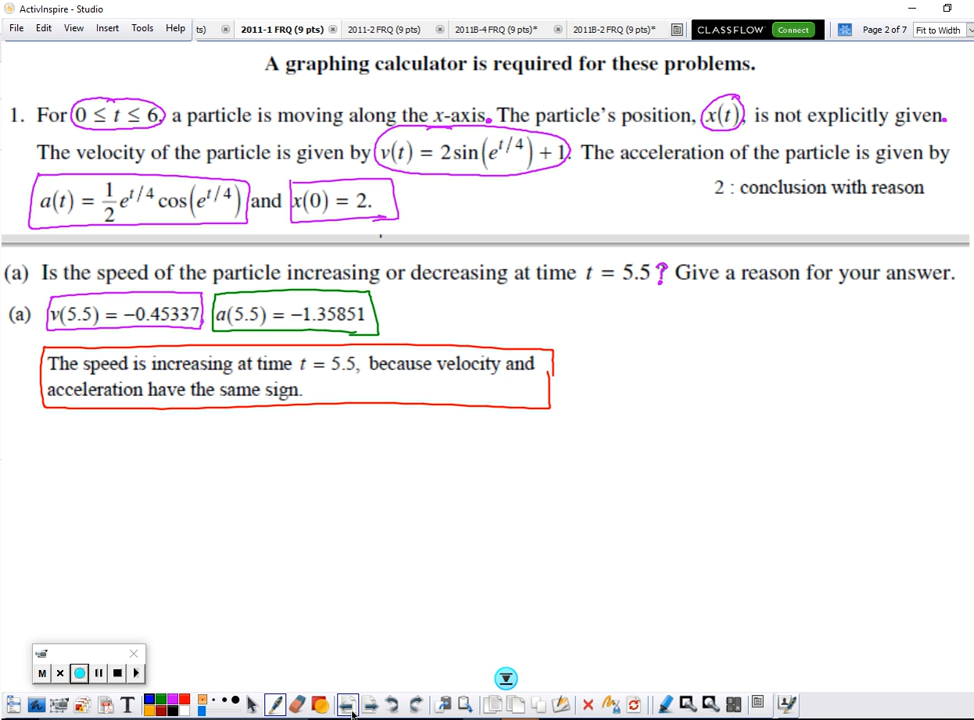 ActivInspire - Studio
File Edit View Insert Tools Help ts) 2011-1 FRQ (9 pts) 2011-2 FRQ (9 pts) 2011B-4 FRQ (9 pts)* 2011B-2 FRQ (9 pts)* CLASSFLOW Connect Page 2 of 7 Fit to Width
A graphing calculator is required for these problems.
1. For 0 ≤ t ≤ 6, a particle is moving along the x-axis. The particle's position, x(t), is not explicitly given.
The velocity of the particle is given by v(t) = 2 sin(e^{t/4}) + 1. The acceleration of the particle is given by
a(t) = 1/2 e^{t/4} cos(e^{t/4}) and x(0) = 2.
2 : conclusion with reason
(a) Is the speed of the particle increasing or decreasing at time t = 5.5? Give a reason for your answer.
(a) v(5.5) = −0.45337, a(5.5) = −1.35851
The speed is increasing at time t = 5.5, because velocity and
acceleration have the same sign.
M
T